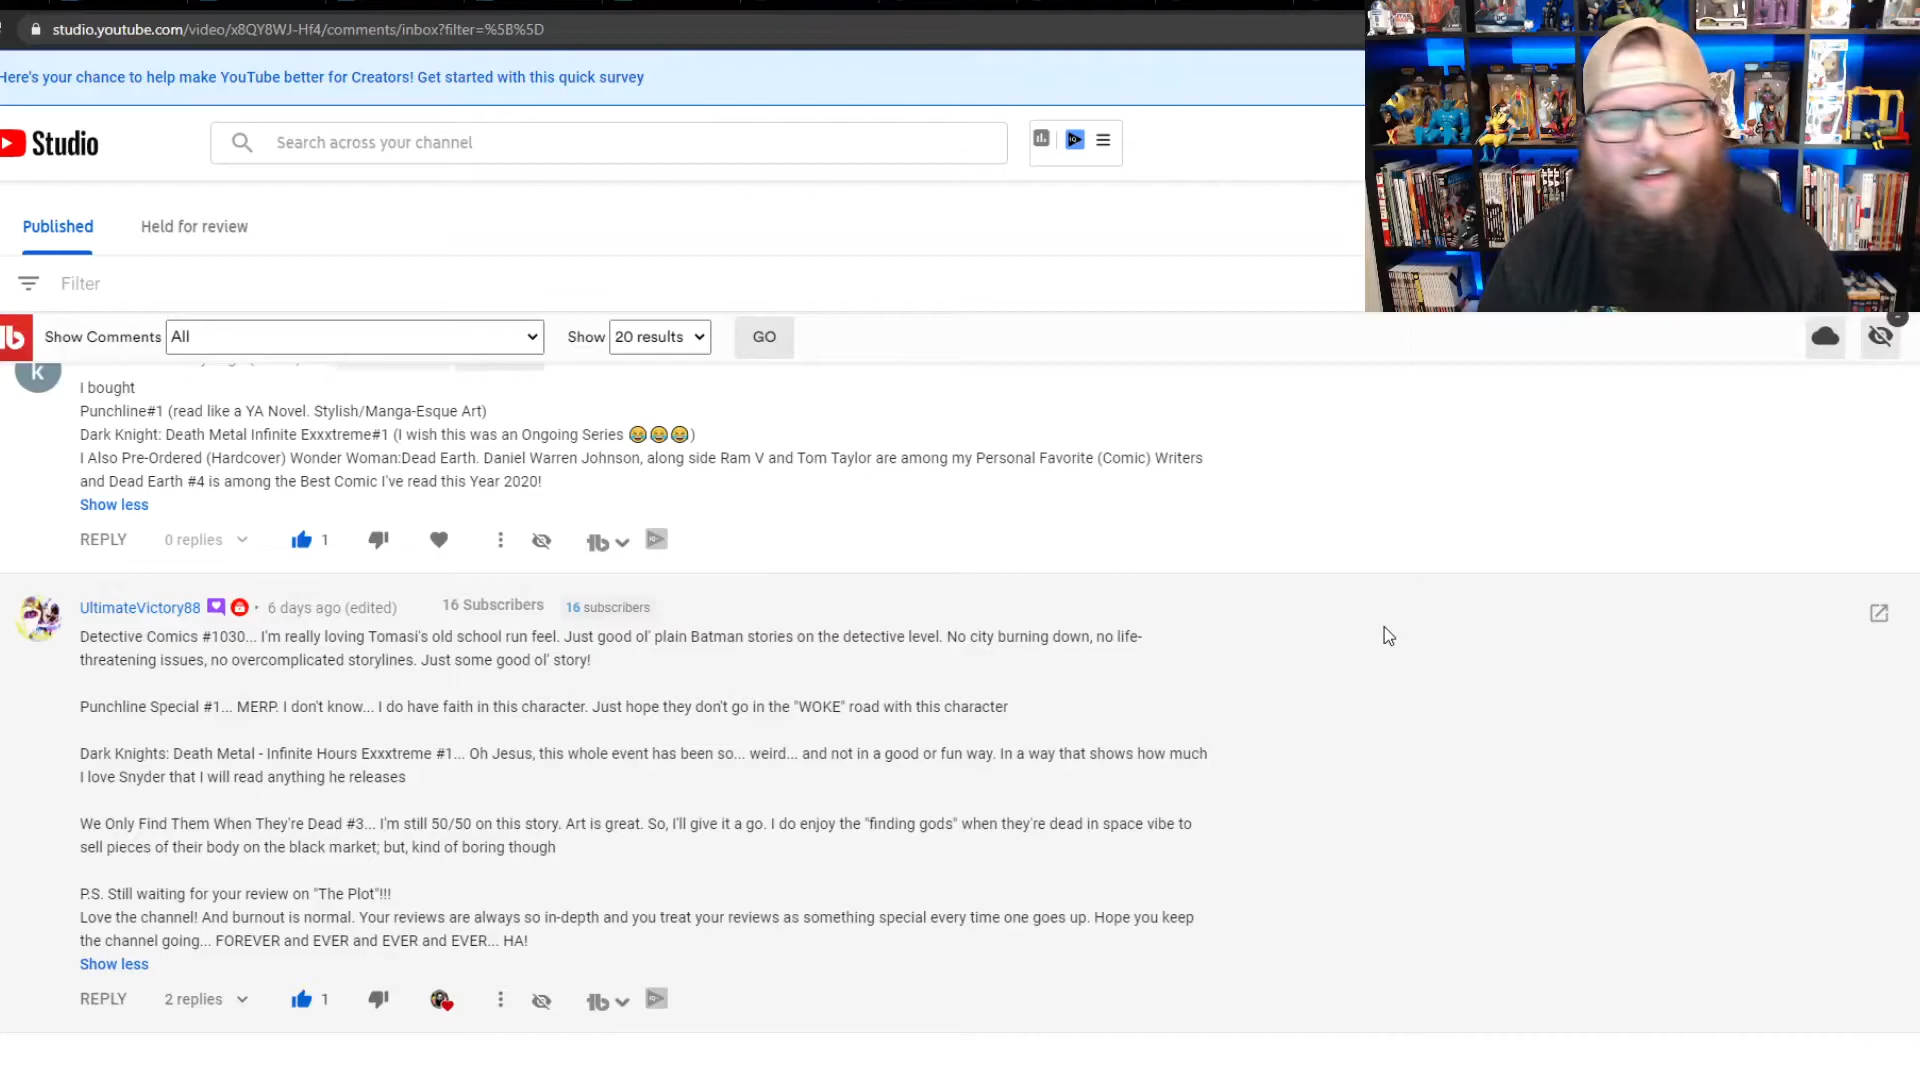 studio.youtube.com/video/x8QY8WJ-Hf4/comments/inbox?filter=%5B%5D
Here's your chance to help make YouTube better for Creators! Get started with this quick survey
Studio
Search across your channel
Published
Held for review
Filter
Show Comments All Show 20 results GO
k
I bought
Punchline#1 (read like a YA Novel. Stylish/Manga-Esque Art)
Dark Knight: Death Metal Infinite Exxxtreme#1 (I wish this was an Ongoing Series 😂😂😂)
I Also Pre-Ordered (Hardcover) Wonder Woman:Dead Earth. Daniel Warren Johnson, along side Ram V and Tom Taylor are among my Personal Favorite (Comic) Writers
and Dead Earth #4 is among the Best Comic I've read this Year 2020!
Show less
REPLY 0 replies 1
UltimateVictory88 • 6 days ago (edited) 16 Subscribers 16 subscribers
Detective Comics #1030... I'm really loving Tomasi's old school run feel. Just good ol' plain Batman stories on the detective level. No city burning down, no life-
threatening issues, no overcomplicated storylines. Just some good ol' story!
Punchline Special #1... MERP. I don't know... I do have faith in this character. Just hope they don't go in the "WOKE" road with this character
Dark Knights: Death Metal - Infinite Hours Exxxtreme #1... Oh Jesus, this whole event has been so... weird... and not in a good or fun way. In a way that shows how much
I love Snyder that I will read anything he releases
We Only Find Them When They're Dead #3... I'm still 50/50 on this story. Art is great. So, I'll give it a go. I do enjoy the "finding gods" when they're dead in space vibe to
sell pieces of their body on the black market; but, kind of boring though
P.S. Still waiting for your review on "The Plot"!!!
Love the channel! And burnout is normal. Your reviews are always so in-depth and you treat your reviews as something special every time one goes up. Hope you keep
the channel going... FOREVER and EVER and EVER and EVER... HA!
Show less
REPLY 2 replies 1